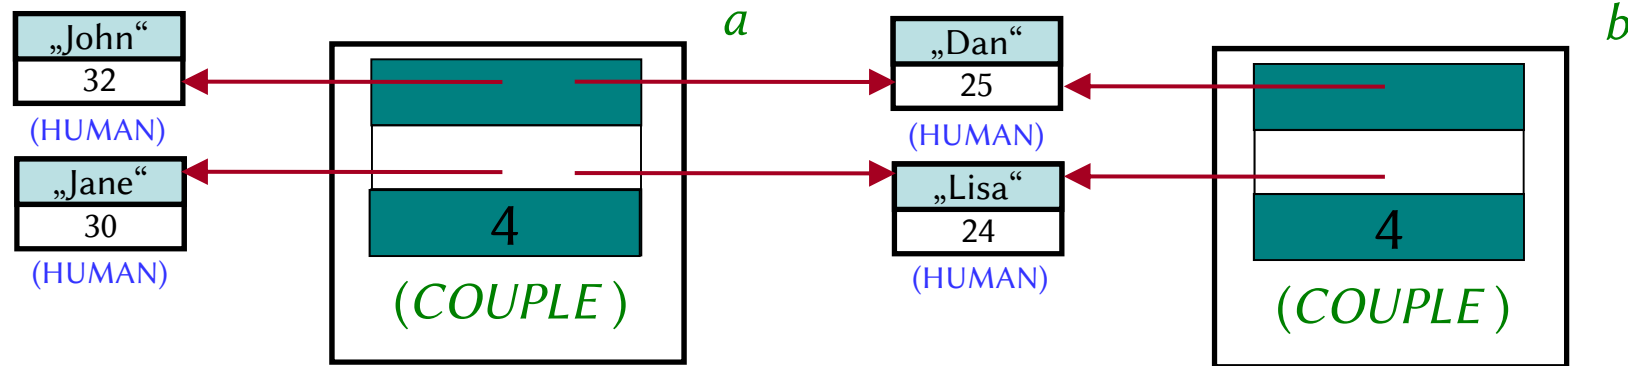 „John“
32
(HUMAN)
„Jane“
30
(HUMAN)
a
4
(COUPLE)
„Dan“
25
(HUMAN)
„Lisa“
24
(HUMAN)
b
4
(COUPLE)